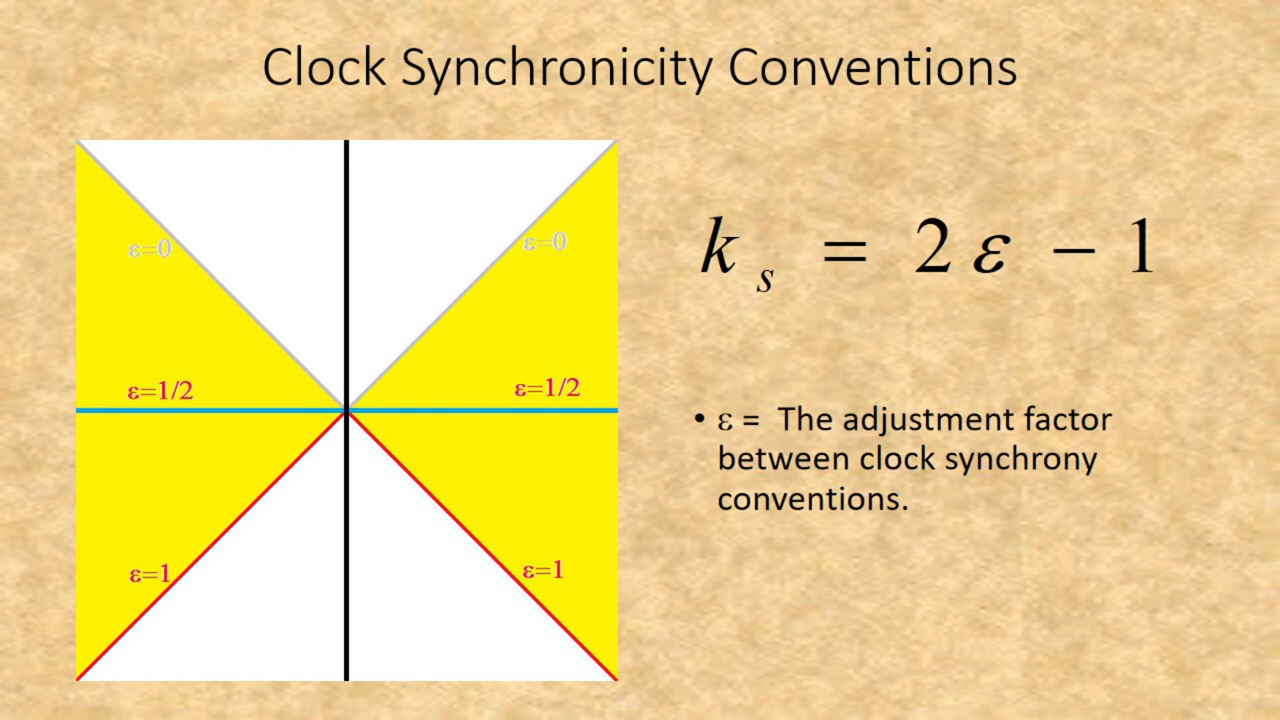 Clock Synchronicity Conventions
ε=0
ε=0
ε=1/2
ε=1/2
ε=1
ε=1
k s = 2 ε − 1
• ε = The adjustment factor
between clock synchrony
conventions.